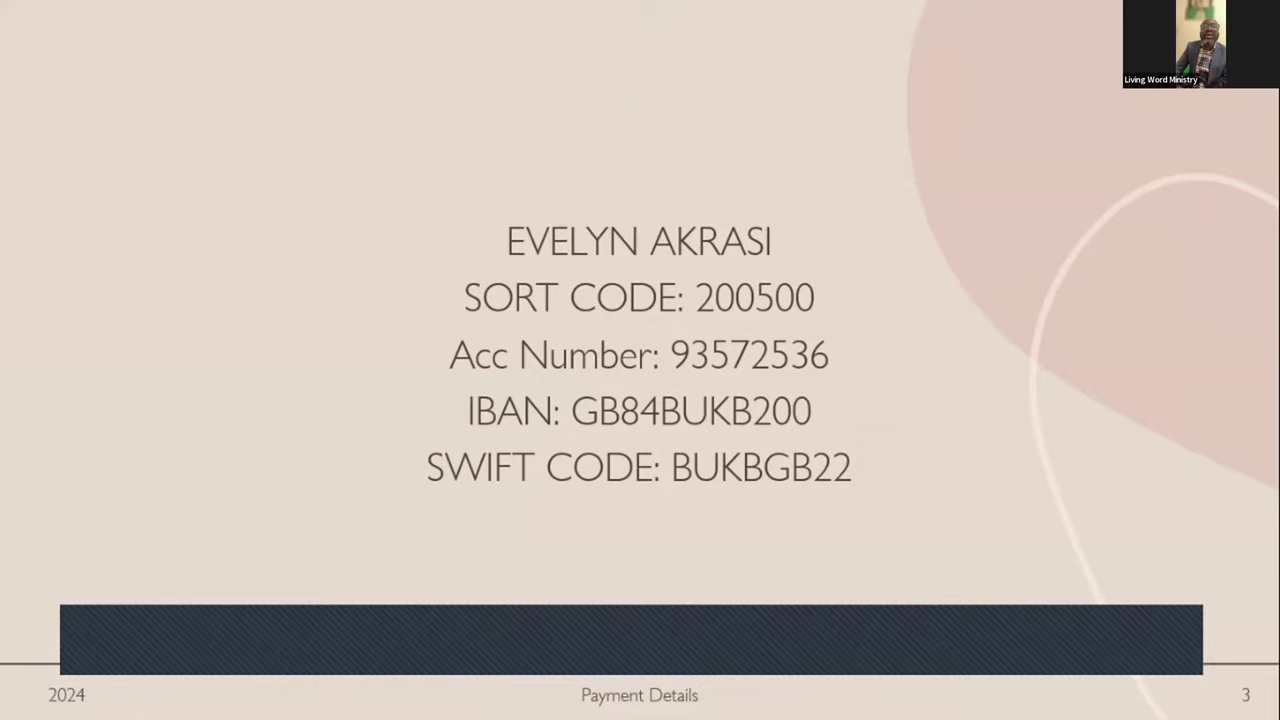 Living Word Ministry
EVELYN AKRASI
SORT CODE: 200500
Acc Number: 93572536
IBAN: GB84BUKB200
SWIFT CODE: BUKBGB22
2024
Payment Details
3